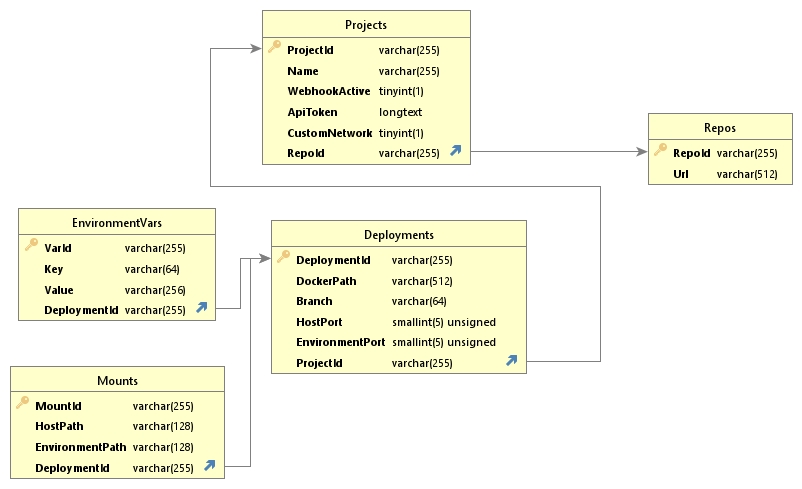 Projects
ProjectId varchar(255)
Name varchar(255)
WebhookActive tinyint(1)
ApiToken longtext
CustomNetwork tinyint(1)
RepoId varchar(255)
Repos
RepoId varchar(255)
Url varchar(512)
EnvironmentVars
VarId varchar(255)
Key varchar(64)
Value varchar(256)
DeploymentId varchar(255)
Deployments
DeploymentId varchar(255)
DockerPath varchar(512)
Branch varchar(64)
HostPort smallint(5) unsigned
EnvironmentPort smallint(5) unsigned
ProjectId varchar(255)
Mounts
MountId varchar(255)
HostPath varchar(128)
EnvironmentPath varchar(128)
DeploymentId varchar(255)